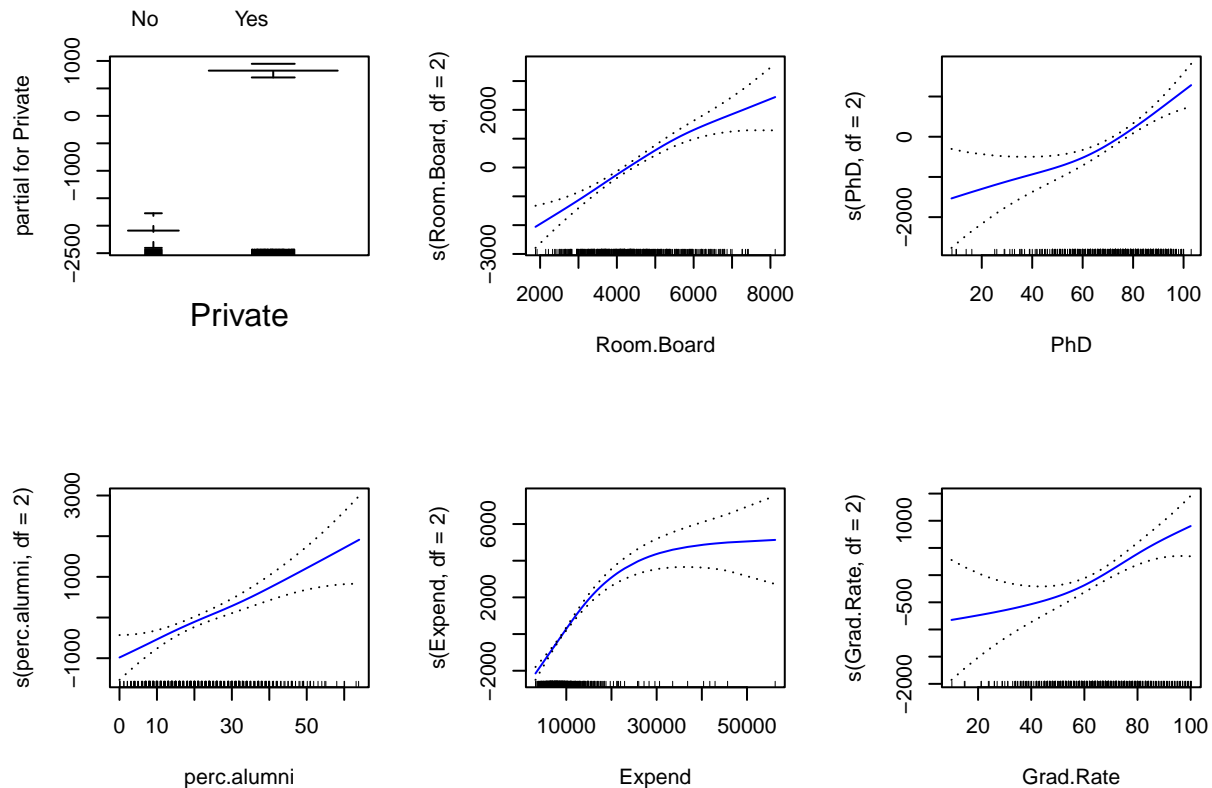 No Yes
partial for Private
1000
0
−1000
−2500
Private
s(Room.Board, df = 2)
2000
0
−3000
2000 4000 6000 8000
Room.Board
s(PhD, df = 2)
0
−2000
20 40 60 80 100
PhD
s(perc.alumni, df = 2)
3000
1000
−1000
0 10 30 50
perc.alumni
s(Expend, df = 2)
6000
2000
−2000
10000 30000 50000
Expend
s(Grad.Rate, df = 2)
1000
−500
−2000
20 40 60 80 100
Grad.Rate